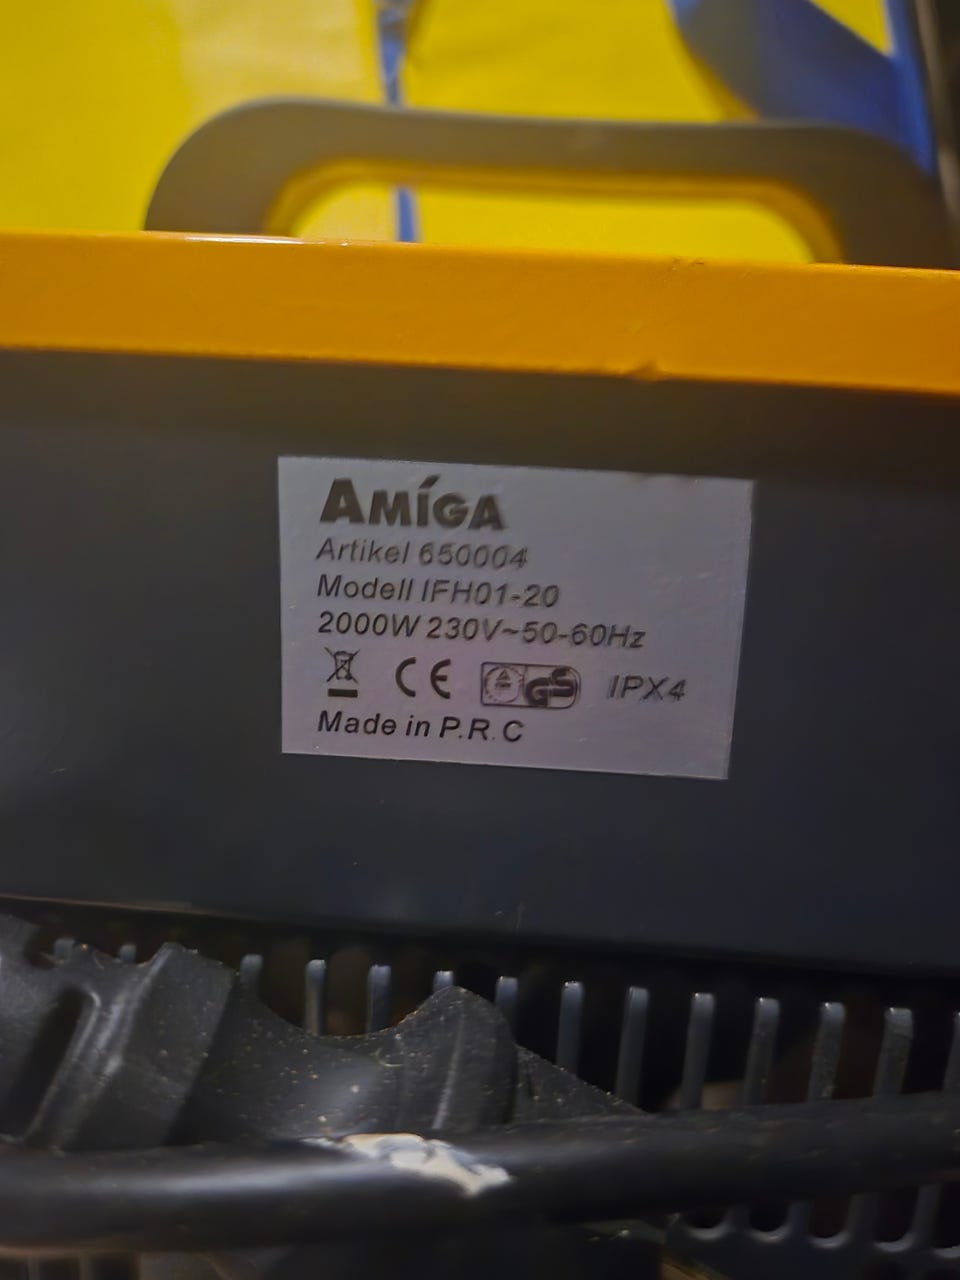 AMÍGA
Artikel 650004
Modell IFH01-20
2000W 230V~50-60Hz
CE GS IPX4
Made in P.R.C